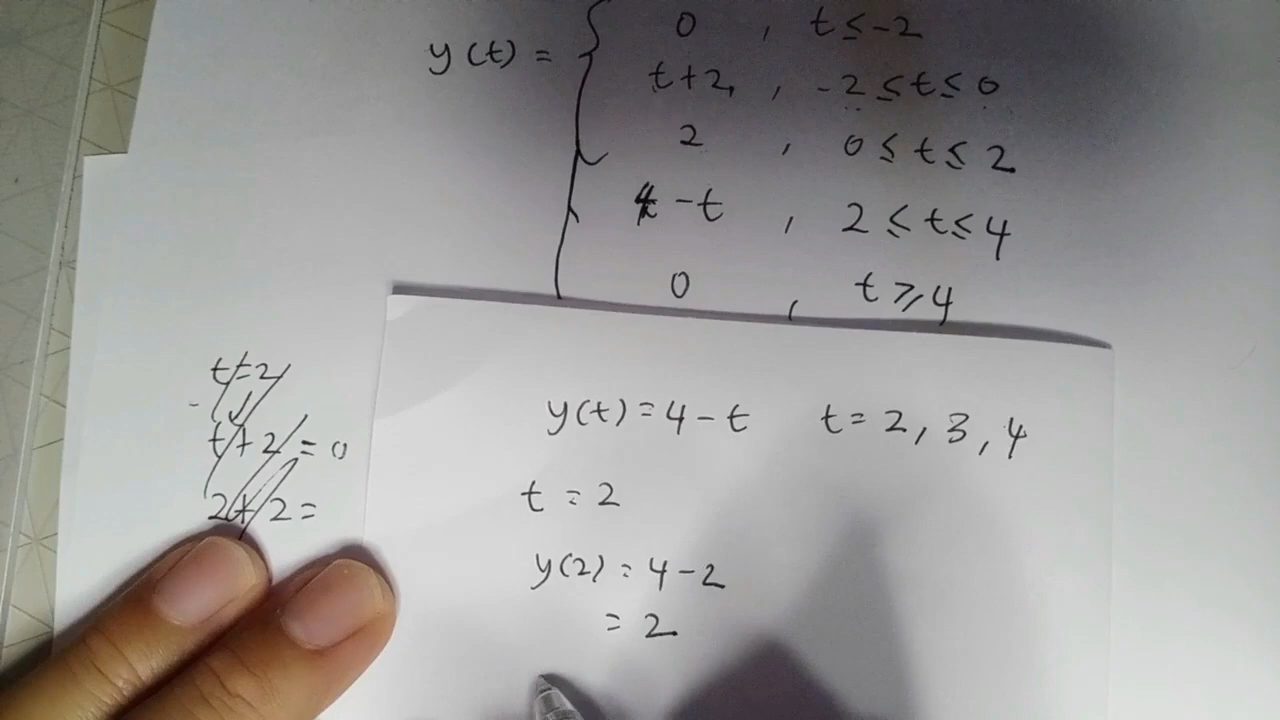 y(t) = { 0 , t ≤ -2
t+2 , -2 ≤ t ≤ 0
2 , 0 ≤ t ≤ 2
4 - t , 2 ≤ t ≤ 4
0 , t ≥ 4
t=2
t+2 = 0
2+2 =
y(t) = 4 - t t = 2, 3, 4
t = 2
y(2) = 4 - 2
= 2